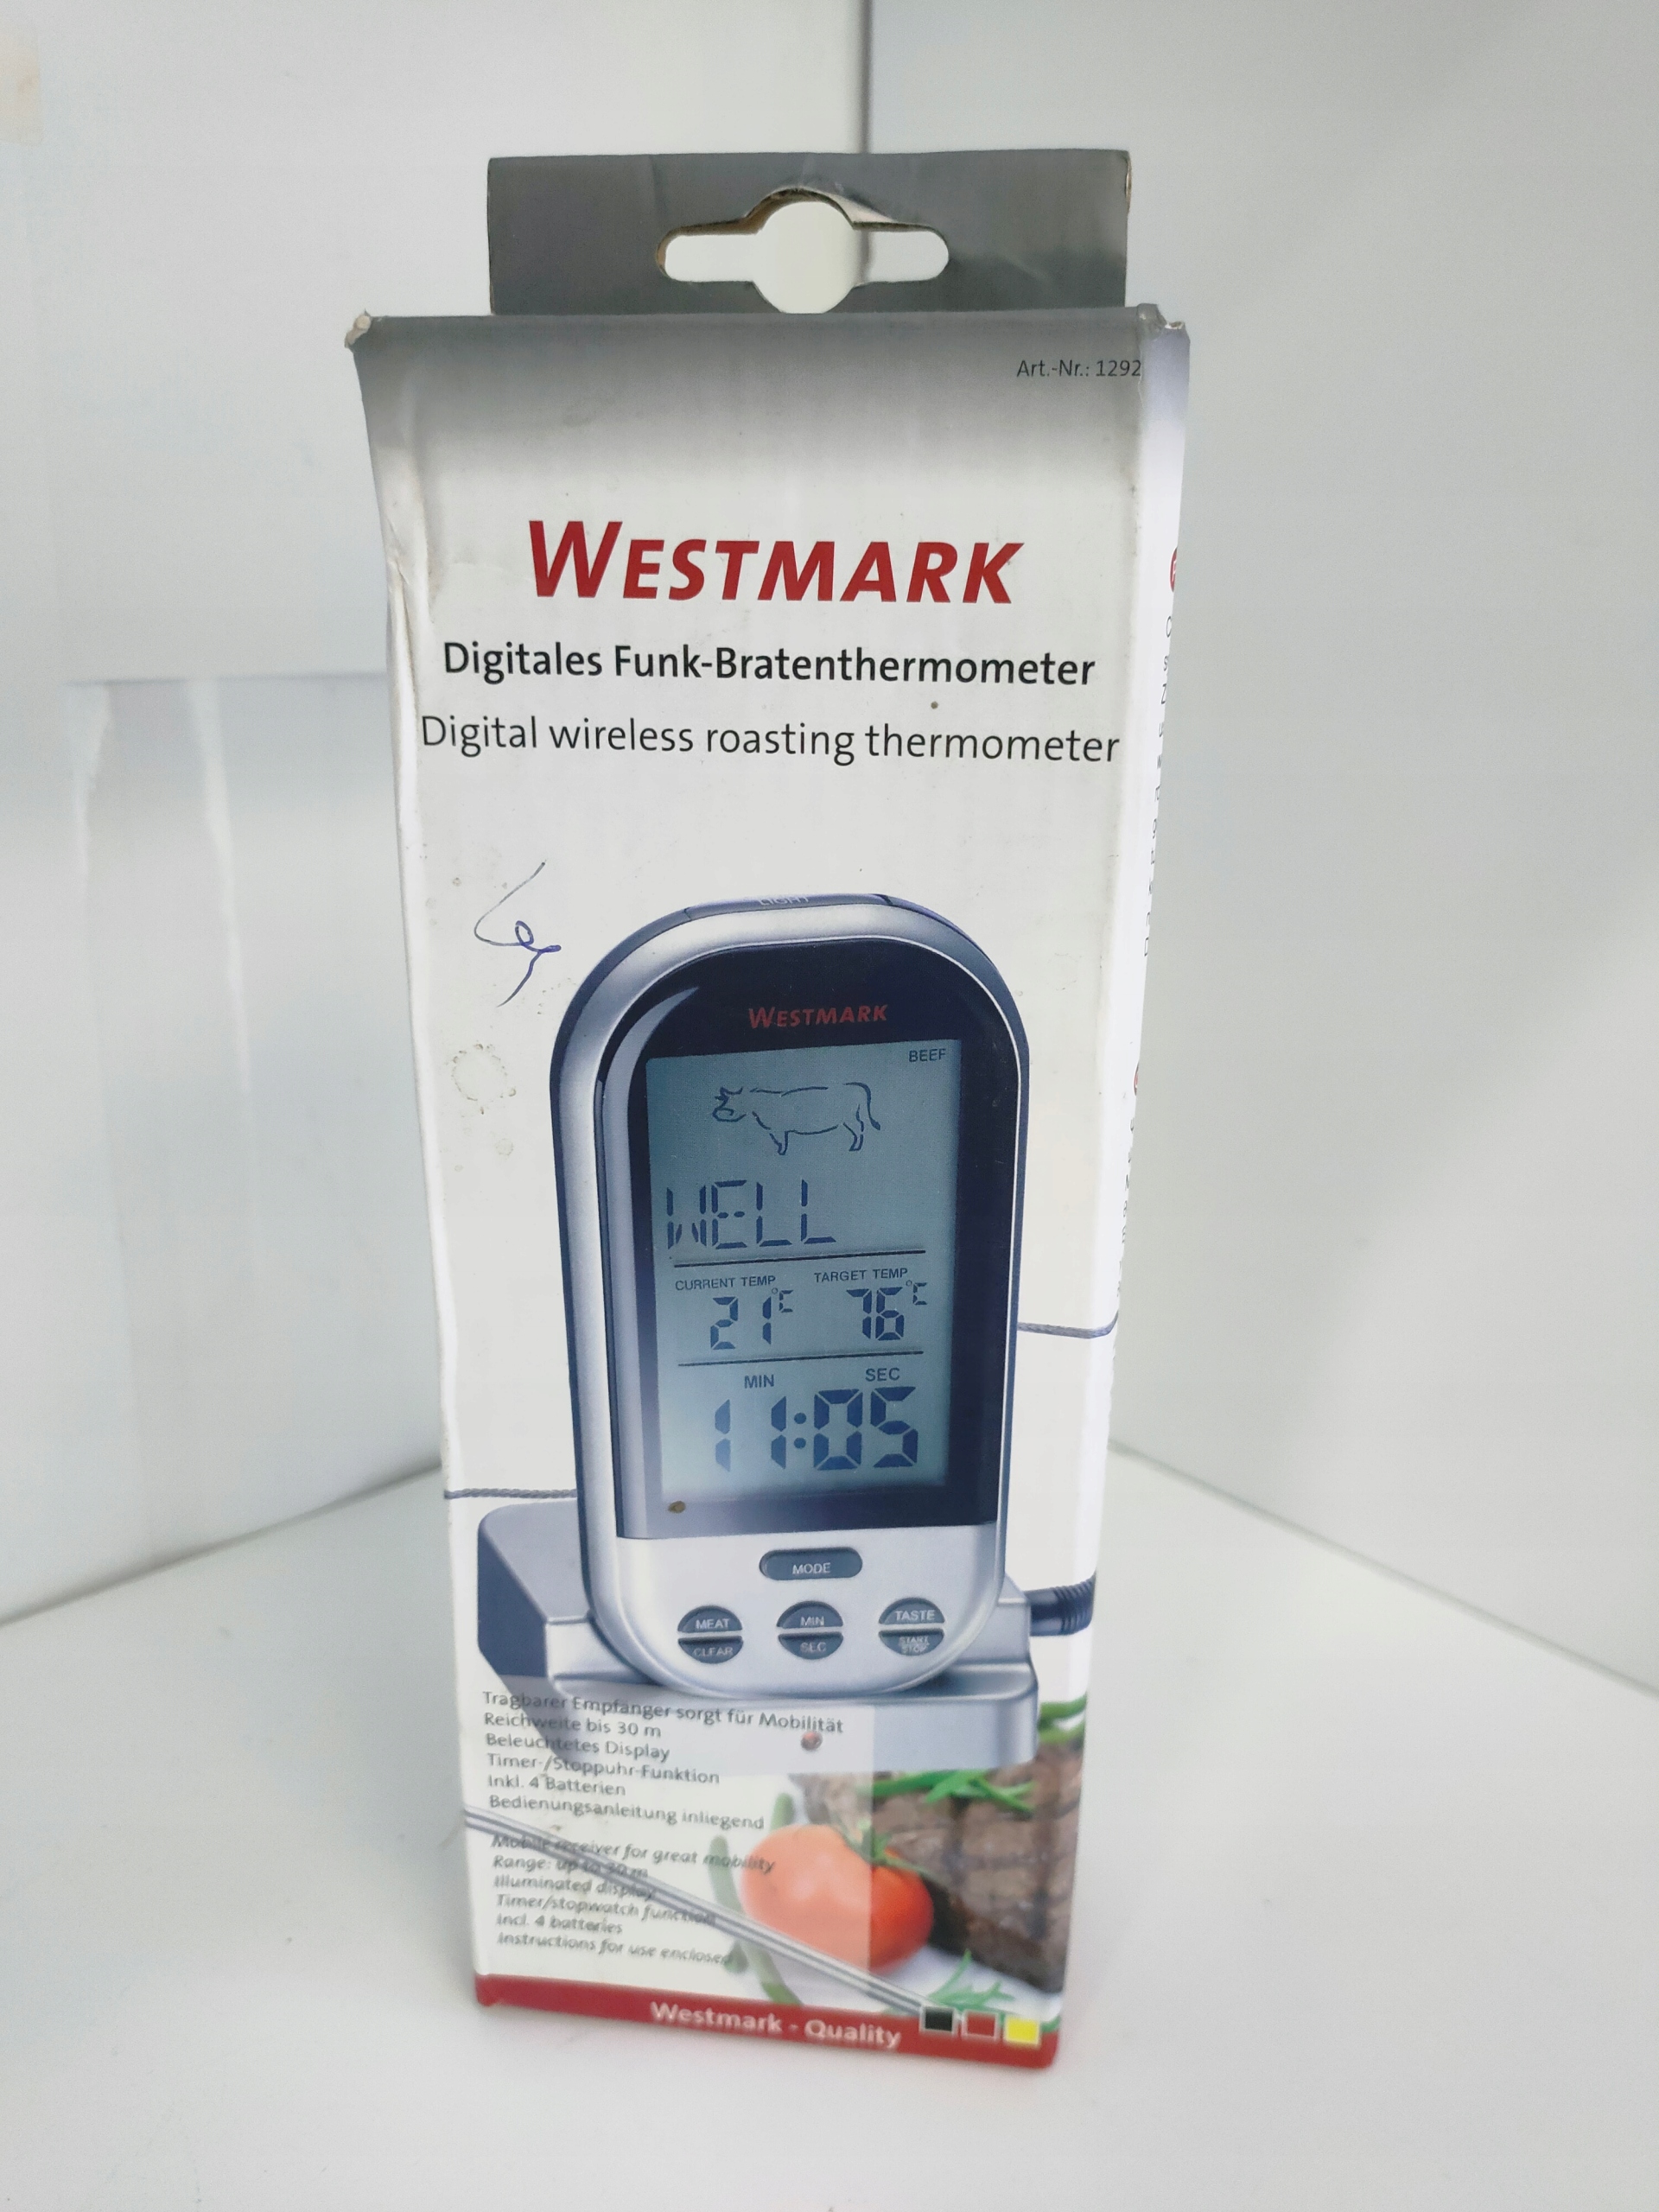 Art.-Nr.: 1292
WESTMARK
Digitales Funk-Bratenthermometer
Digital wireless roasting thermometer
LIGHT
WESTMARK
BEEF
WELL
CURRENT TEMP TARGET TEMP
21°C 76°C
MIN SEC
11:05
MODE
MEAT MIN TASTE
CLEAR SEC START STOP
Tragbarer Empfänger sorgt für Mobilität
Reichweite bis 30 m
Beleuchtetes Display
Timer-/Stoppuhr-Funktion
Inkl. 4 Batterien
Bedienungsanleitung inliegend
Mobile receiver for great mobility
Range: up to 30 m
Illuminated display
Timer/stopwatch function
Incl. 4 batteries
Instructions for use enclosed
Westmark - Quality